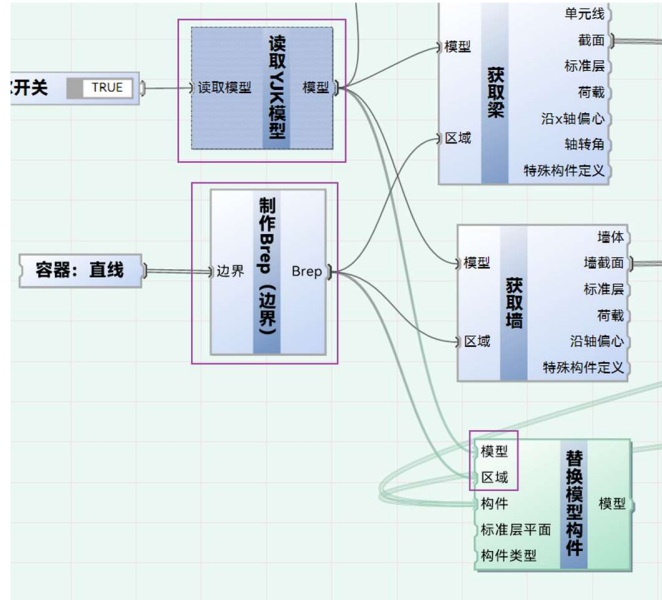 开关
TRUE
读取模型
读取YJK模型
模型
模型
区域
获取梁
单元线
截面
标准层
荷载
沿x轴偏心
轴转角
特殊构件定义
容器：直线
边界
制作Brep（边界）
Brep
模型
区域
获取墙
墙体
墙截面
标准层
荷载
沿轴偏心
特殊构件定义
模型
区域
构件
标准层平面
构件类型
替换模型构件
模型